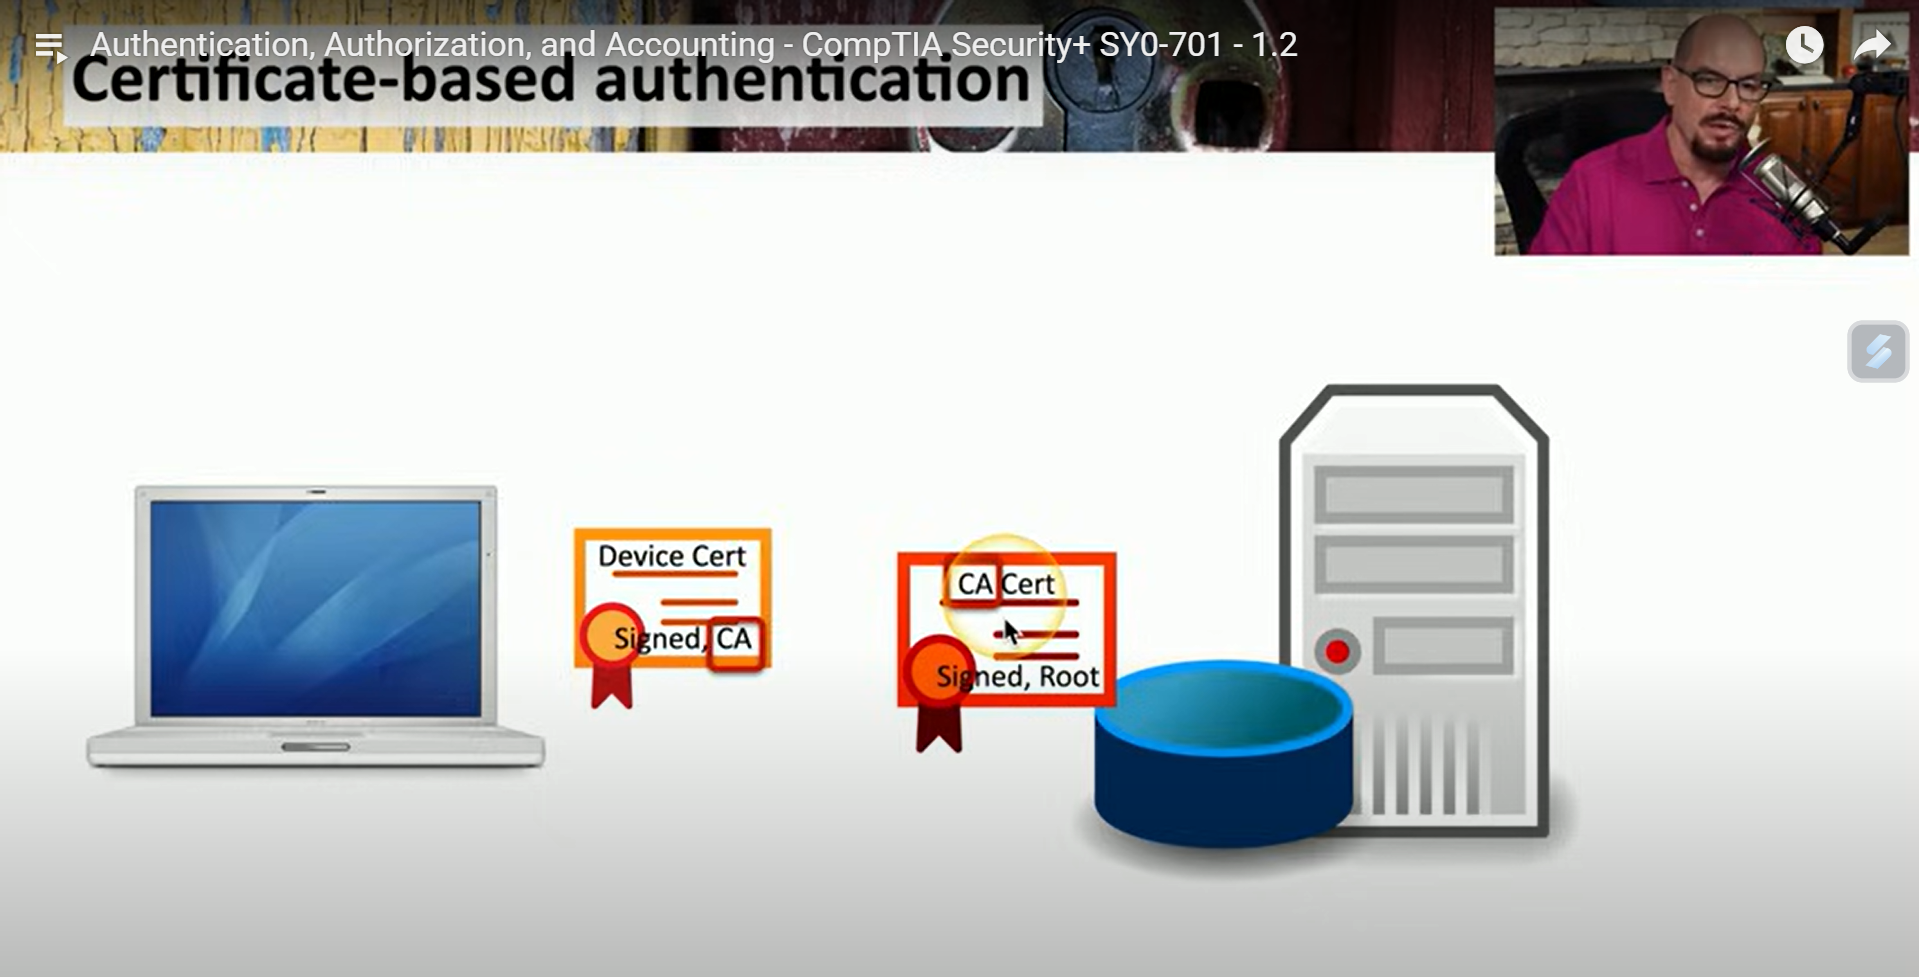 Authentication, Authorization, and Accounting - CompTIA Security+ SY0-701 - 1.2
Certificate-based authentication
Device Cert
Signed, CA
CA Cert
Signed, Root